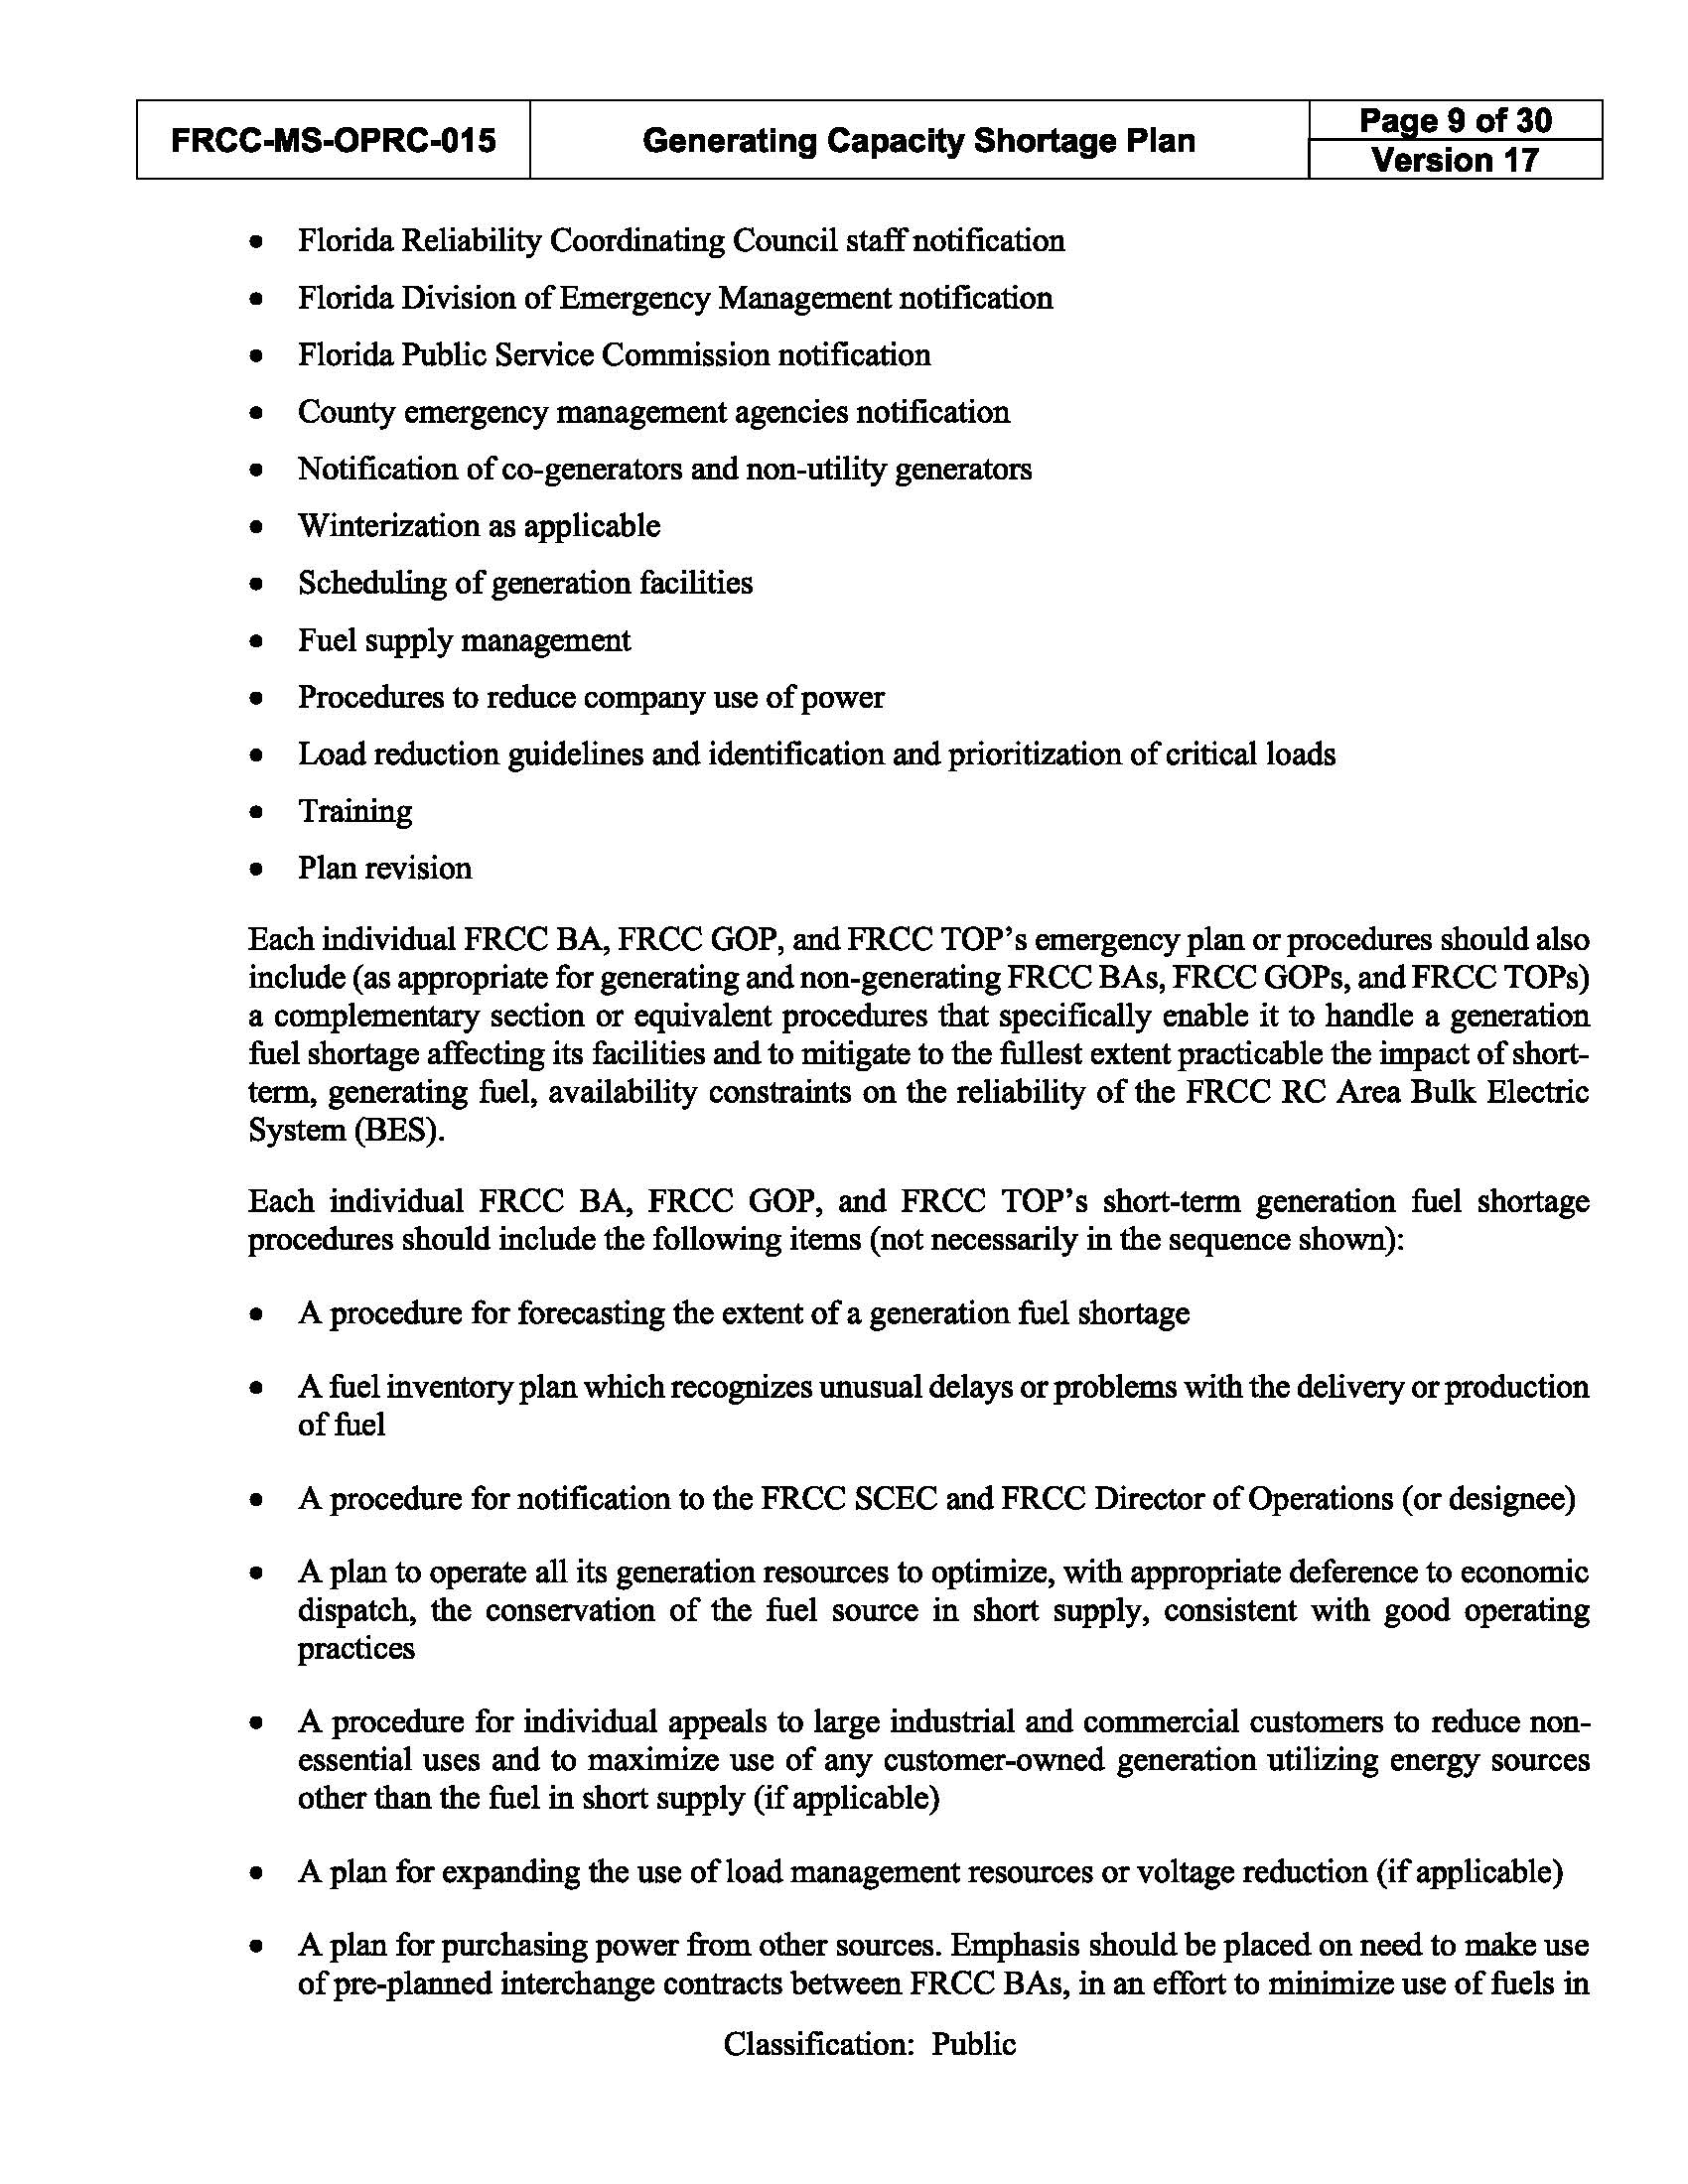 FRCC-MS-OPRC-015
Generating Capacity Shortage Plan
Page 9 of 30
Version 17
• Florida Reliability Coordinating Council staff notification
• Florida Division of Emergency Management notification
• Florida Public Service Commission notification
• County emergency management agencies notification
• Notification of co-generators and non-utility generators
• Winterization as applicable
• Scheduling of generation facilities
• Fuel supply management
• Procedures to reduce company use of power
• Load reduction guidelines and identification and prioritization of critical loads
• Training
• Plan revision
Each individual FRCC BA, FRCC GOP, and FRCC TOP’s emergency plan or procedures should also
include (as appropriate for generating and non-generating FRCC BAs, FRCC GOPs, and FRCC TOPs)
a complementary section or equivalent procedures that specifically enable it to handle a generation
fuel shortage affecting its facilities and to mitigate to the fullest extent practicable the impact of short-
term, generating fuel, availability constraints on the reliability of the FRCC RC Area Bulk Electric
System (BES).
Each individual FRCC BA, FRCC GOP, and FRCC TOP’s short-term generation fuel shortage
procedures should include the following items (not necessarily in the sequence shown):
• A procedure for forecasting the extent of a generation fuel shortage
• A fuel inventory plan which recognizes unusual delays or problems with the delivery or production
of fuel
• A procedure for notification to the FRCC SCEC and FRCC Director of Operations (or designee)
• A plan to operate all its generation resources to optimize, with appropriate deference to economic
dispatch, the conservation of the fuel source in short supply, consistent with good operating
practices
• A procedure for individual appeals to large industrial and commercial customers to reduce non-
essential uses and to maximize use of any customer-owned generation utilizing energy sources
other than the fuel in short supply (if applicable)
• A plan for expanding the use of load management resources or voltage reduction (if applicable)
• A plan for purchasing power from other sources. Emphasis should be placed on need to make use
of pre-planned interchange contracts between FRCC BAs, in an effort to minimize use of fuels in
Classification: Public